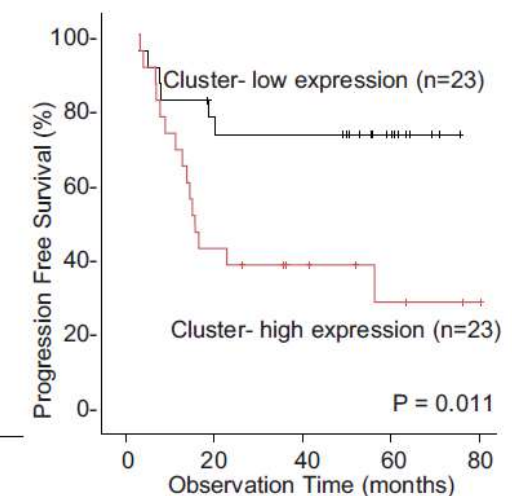 Progression Free Survival (%)
100-
80-
60-
40-
20-
0-
Cluster- low expression (n=23)
Cluster- high expression (n=23)
P = 0.011
0 20 40 60 80
Observation Time (months)